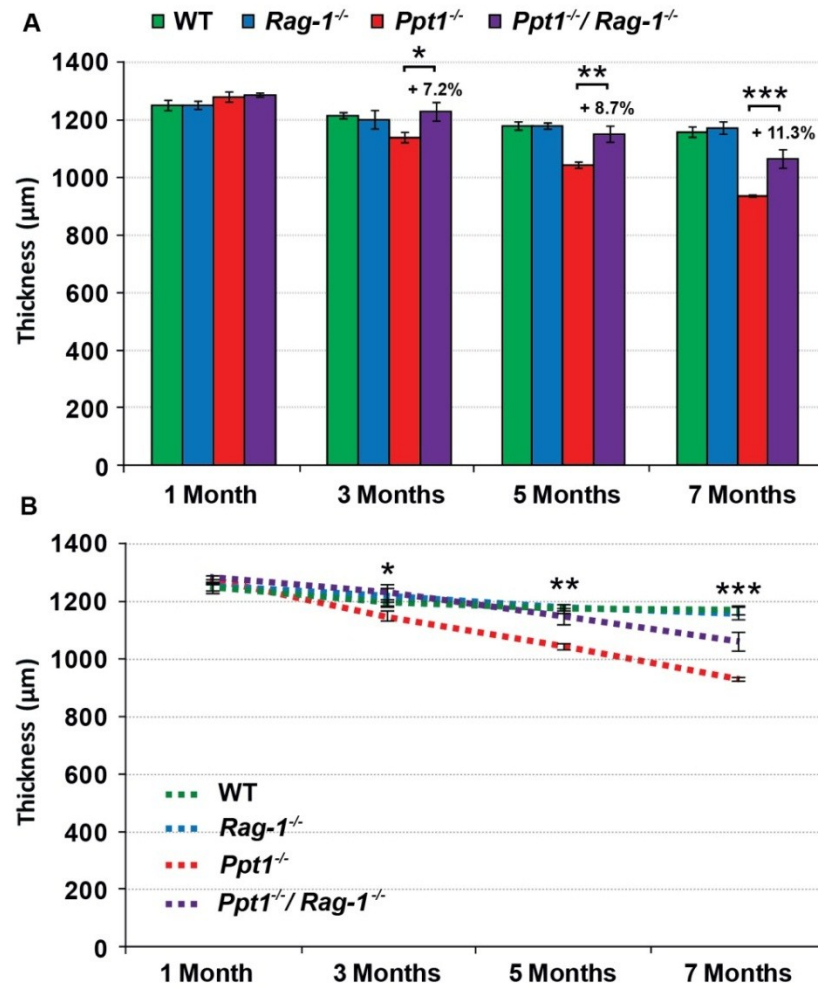 A
WT Rag-1-/- Ppt1-/- Ppt1-/-/ Rag-1-/-
* ** ***
+ 7.2% + 8.7% + 11.3%
Thickness (µm)
1400
1200
1000
800
600
400
200
0
1 Month 3 Months 5 Months 7 Months
B
* ** ***
Thickness (µm)
1400
1200
1000
800
600
400
200
0
WT
Rag-1-/-
Ppt1-/-
Ppt1-/-/ Rag-1-/-
1 Month 3 Months 5 Months 7 Months